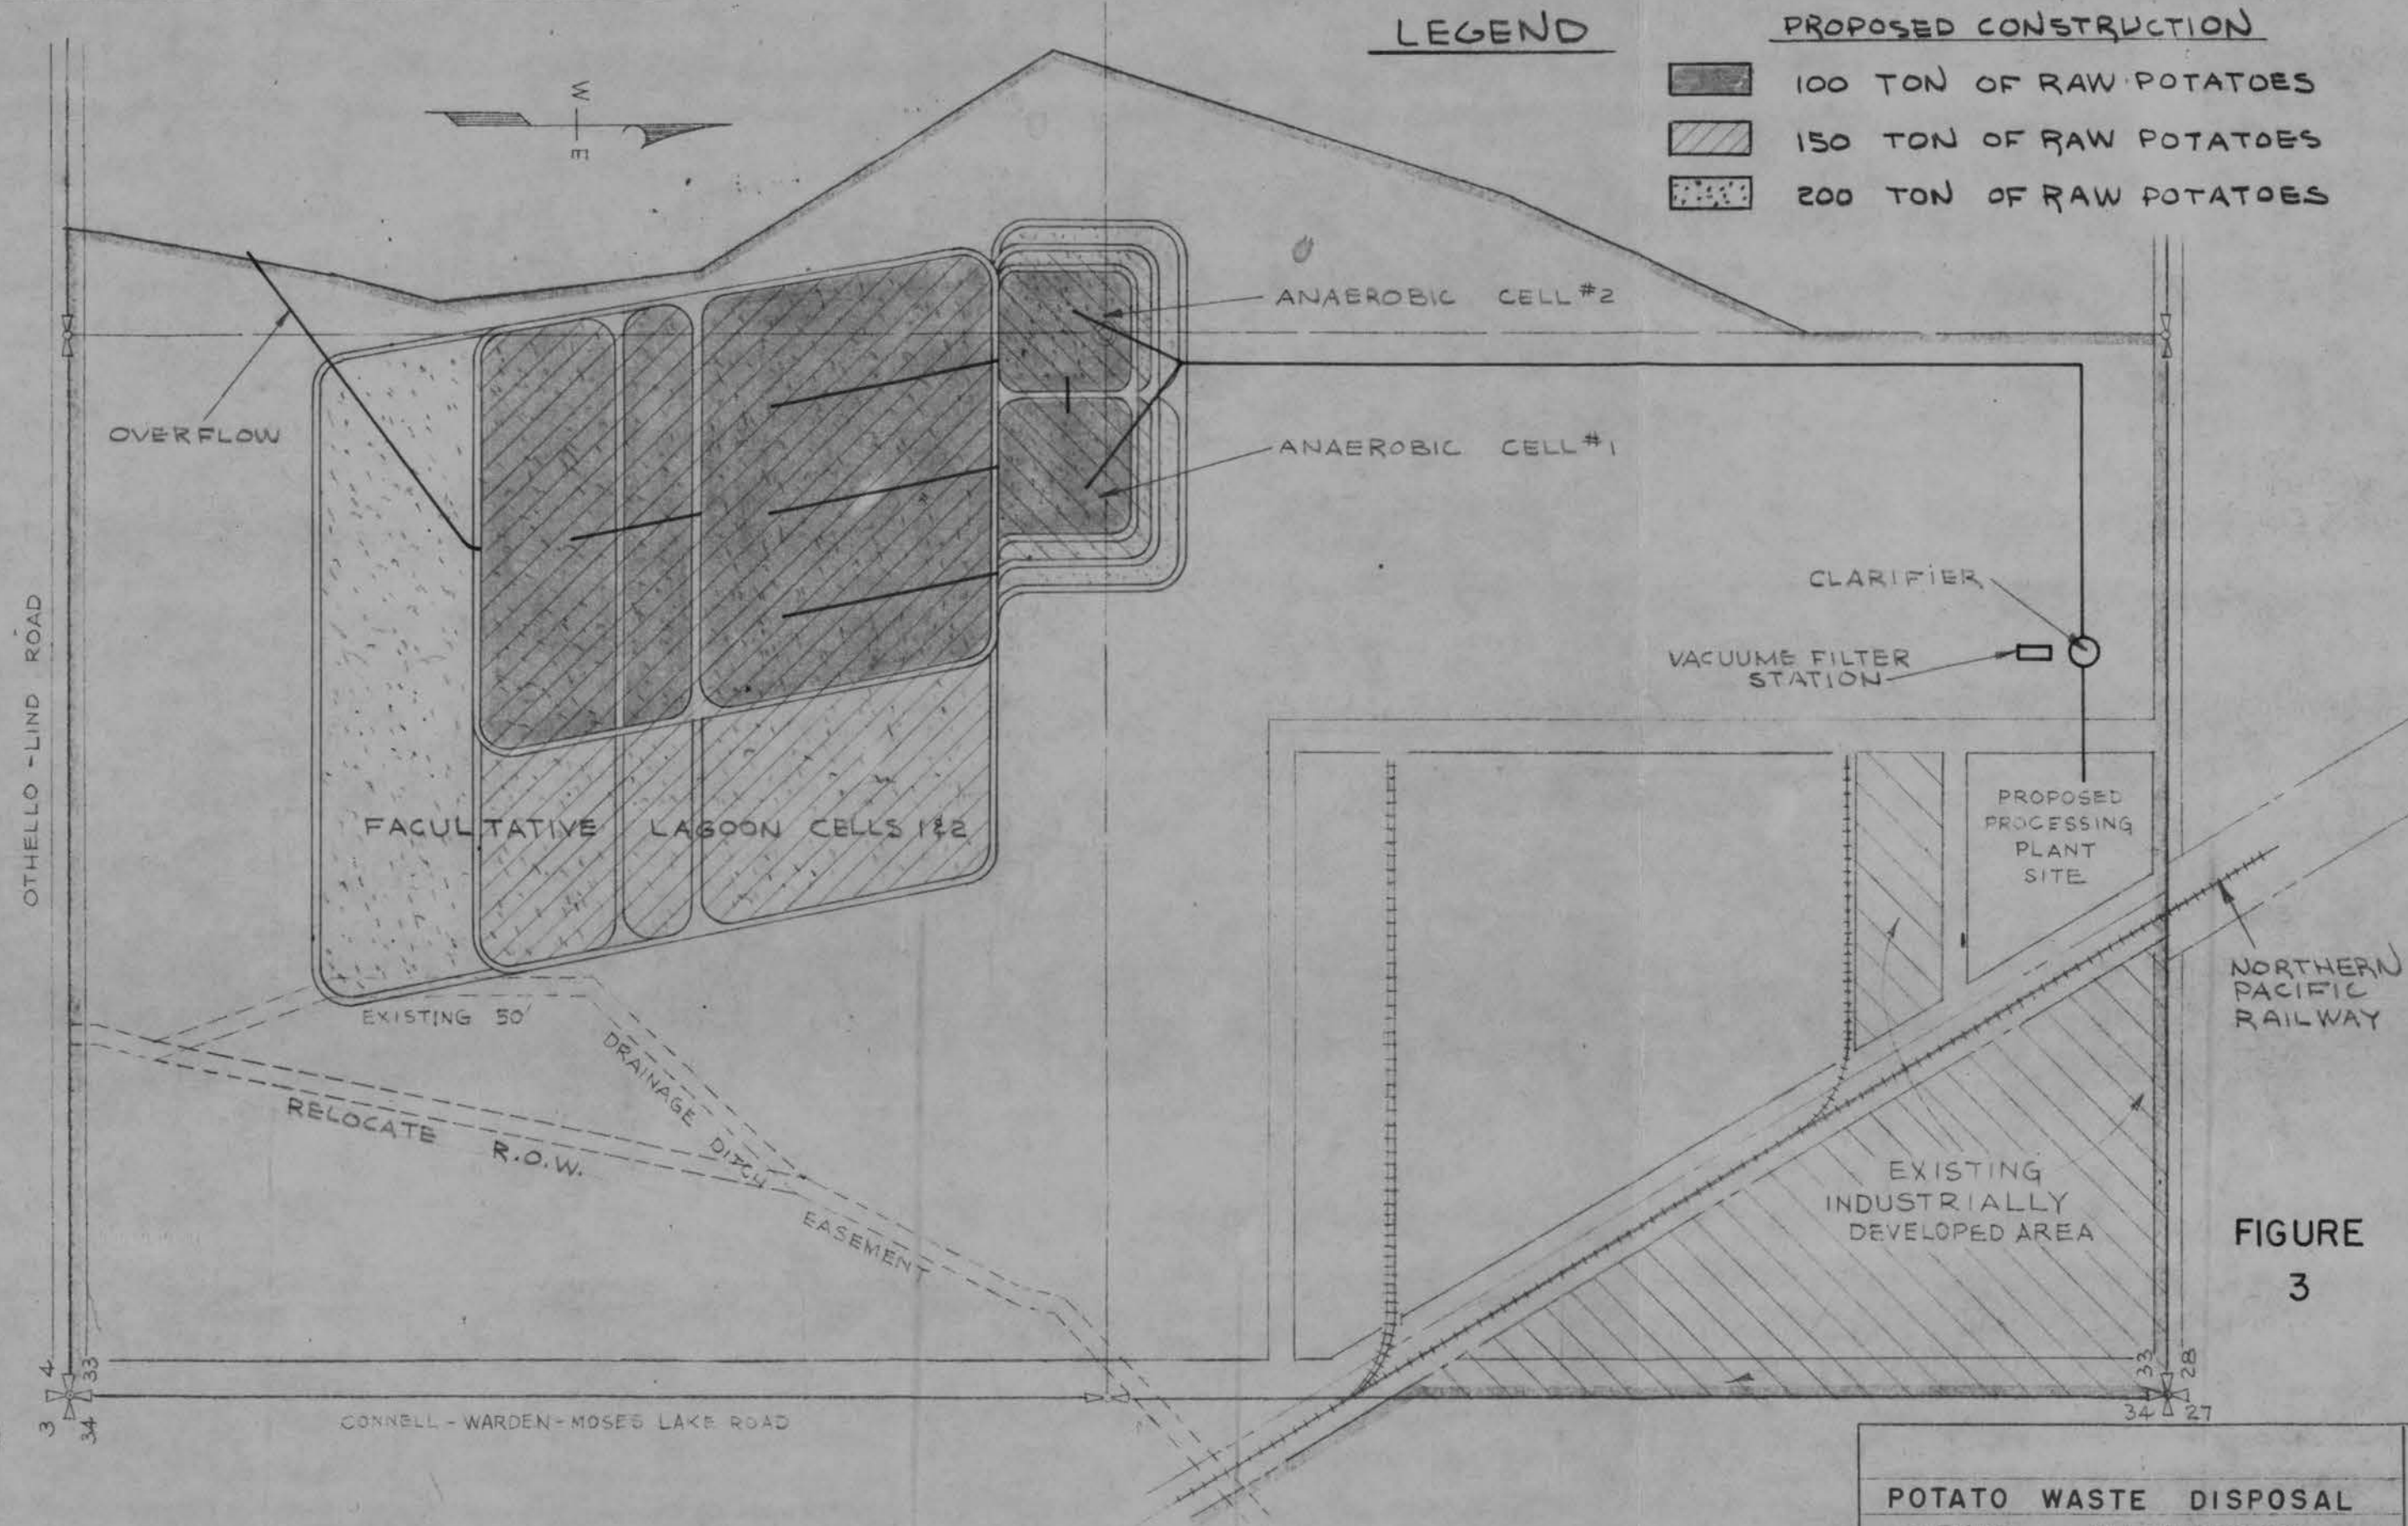 LEGEND
PROPOSED CONSTRUCTION
100 TON OF RAW POTATOES
150 TON OF RAW POTATOES
200 TON OF RAW POTATOES
W
E
ANAEROBIC CELL #2
OVERFLOW
ANAEROBIC CELL #1
CLARIFIER
VACUUME FILTER
STATION
OTHELLO - LIND ROAD
PROPOSED
PROCESSING
PLANT
SITE
FACULTATIVE LAGOON CELLS 1&2
NORTHERN
PACIFIC
RAILWAY
EXISTING 50'
DRAINAGE DITCH
EASEMENT
RELOCATE R.O.W.
EXISTING
INDUSTRIALLY
DEVELOPED AREA
FIGURE
3
4
33
3
34
33
28
34
27
CONNELL - WARDEN - MOSES LAKE ROAD
POTATO WASTE DISPOSAL